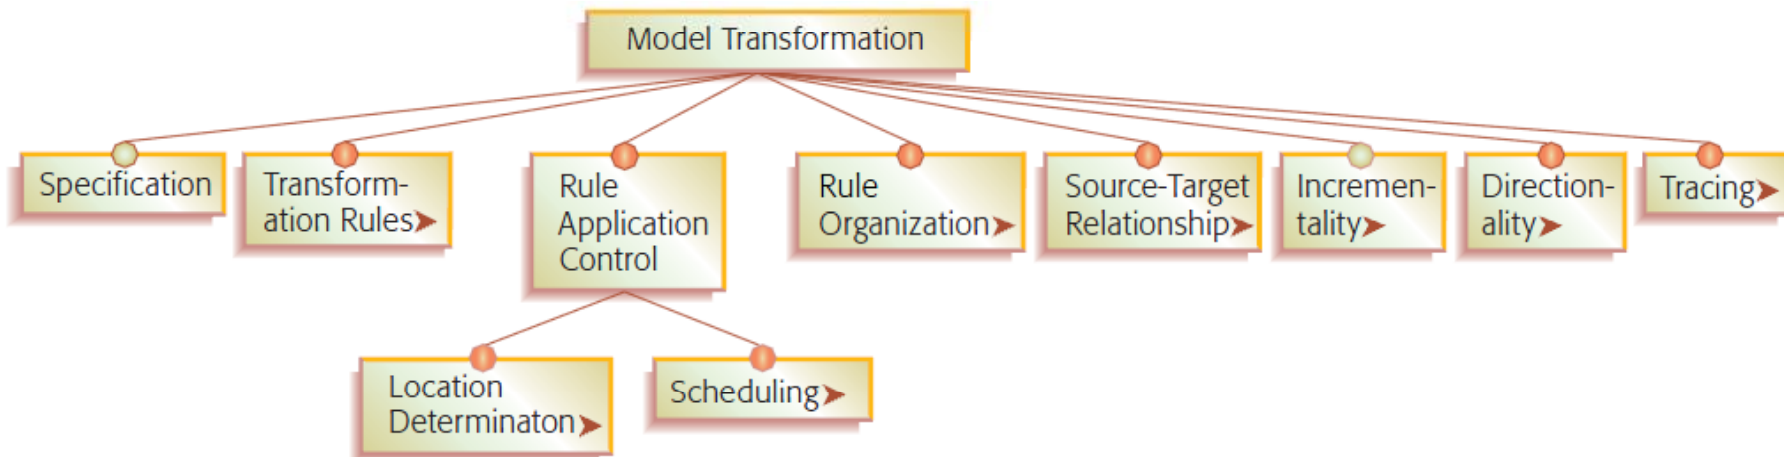 Model Transformation
Specification
Transform-
ation Rules
Rule
Application
Control
Rule
Organization
Source-Target
Relationship
Incremen-
tality
Direction-
ality
Tracing
Location
Determinaton
Scheduling